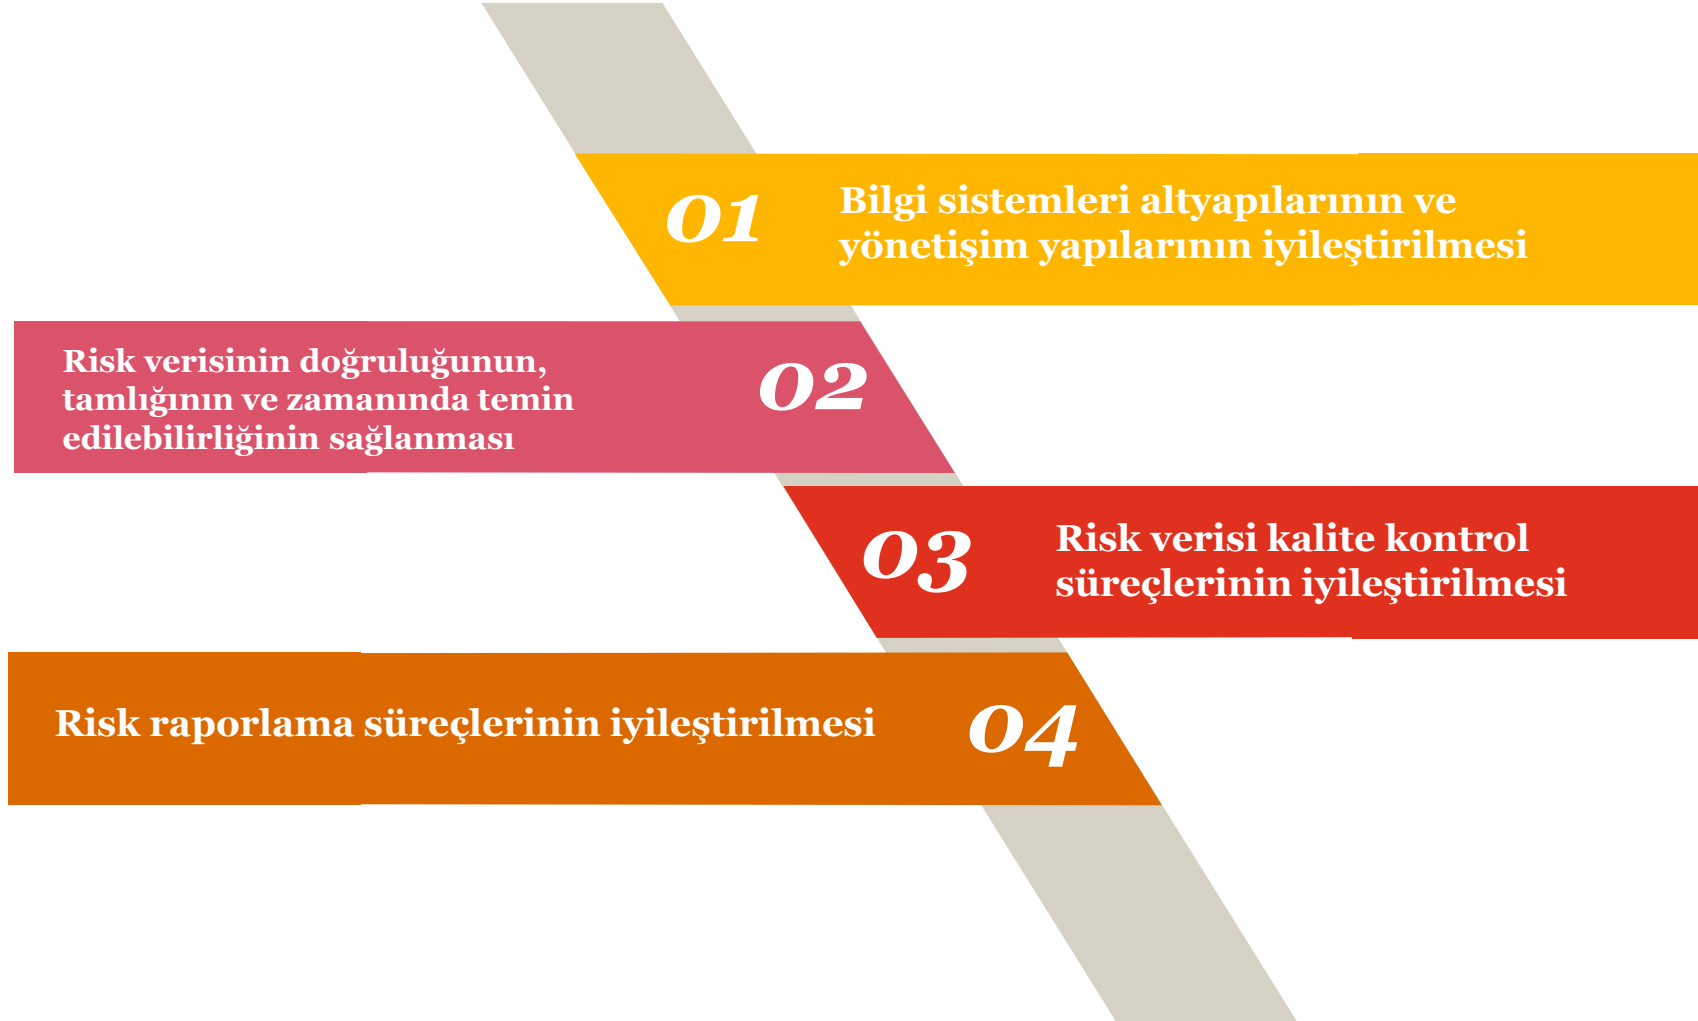 01
Bilgi sistemleri altyapılarının ve
yönetişim yapılarının iyileştirilmesi
Risk verisinin doğruluğunun,
tamlığının ve zamanında temin
edilebilirliğinin sağlanması
02
03
Risk verisi kalite kontrol
süreçlerinin iyileştirilmesi
Risk raporlama süreçlerinin iyileştirilmesi
04